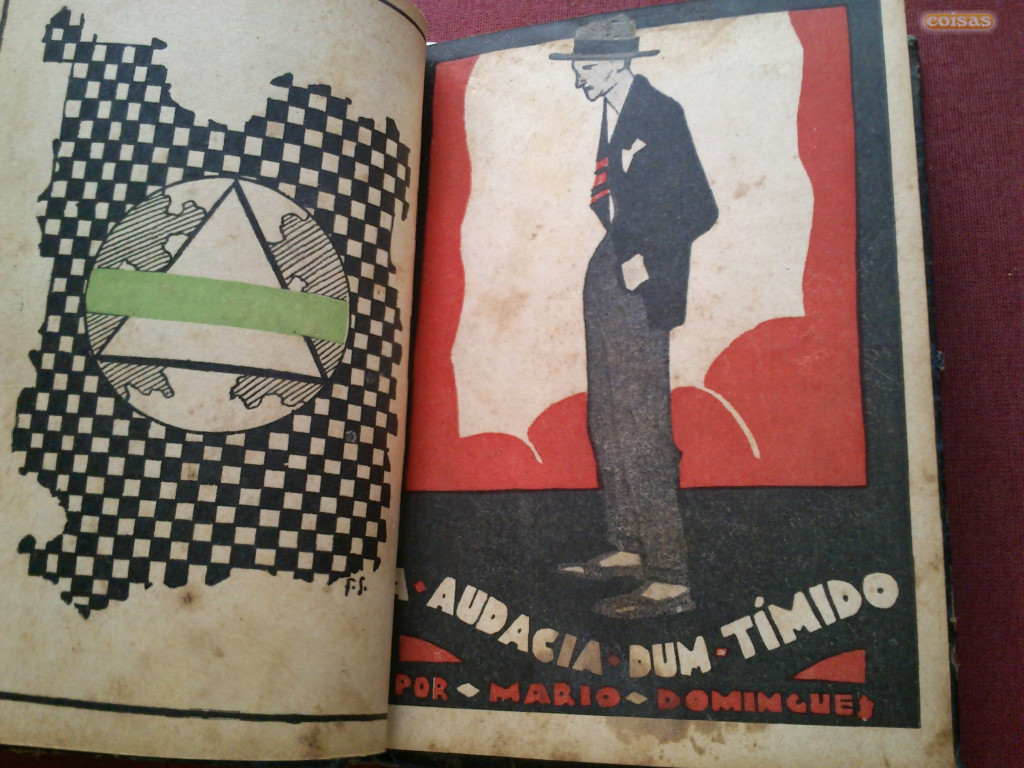 coisas
F.S.
A · AUDACIA · DUM · TÍMIDO
POR MARIO DOMINGUES